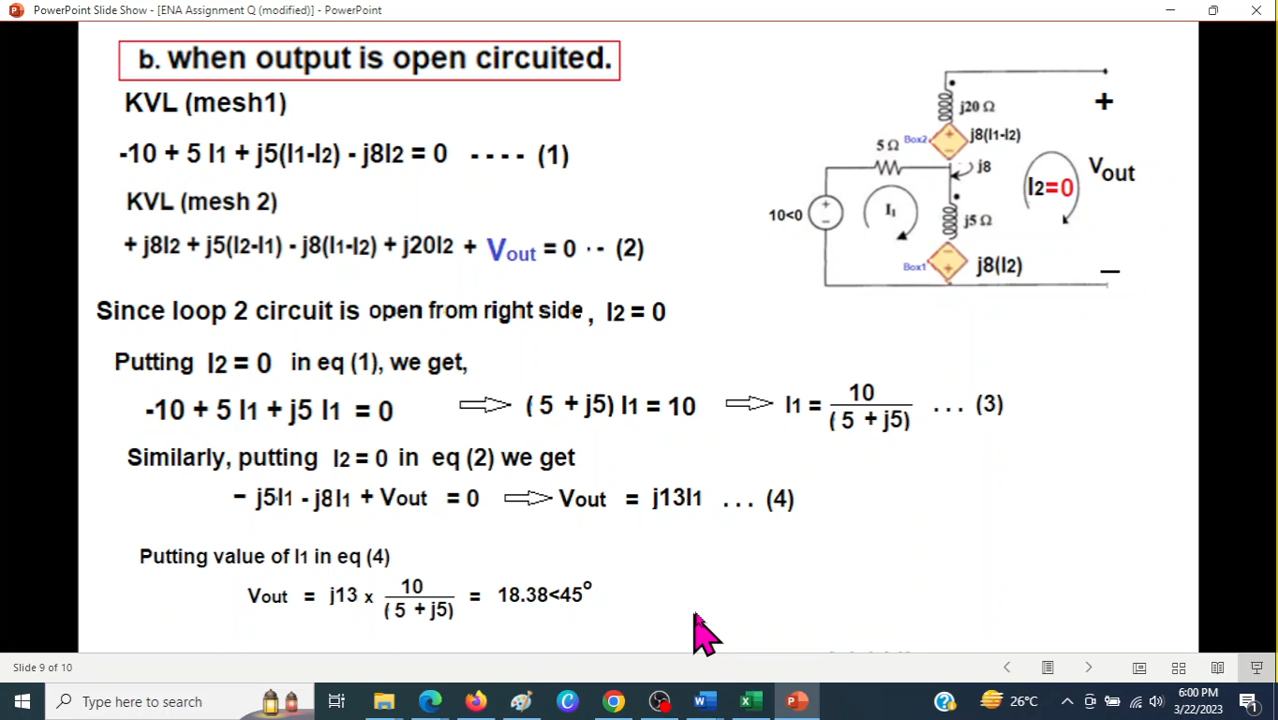 PowerPoint Slide Show - [ENA Assignment Q (modified)] - PowerPoint
b. when output is open circuited.
KVL (mesh1)
-10 + 5 I1 + j5(I1-I2) - j8I2 = 0 - - - - (1)
KVL (mesh 2)
+ j8I2 + j5(I2-I1) - j8(I1-I2) + j20I2 + Vout = 0 - - (2)
j20 Ω
Box2
j8(I1-I2)
5 Ω
j8
+
Vout
I2=0
10<0
+
−
I1
j5 Ω
Box1
j8(I2)
−
Since loop 2 circuit is open from right side , I2 = 0
Putting I2 = 0 in eq (1), we get,
-10 + 5 I1 + j5 I1 = 0 ⇨ ( 5 + j5) I1 = 10 ⇨ I1 = 10 / ( 5 + j5) . . . (3)
Similarly, putting I2 = 0 in eq (2) we get
− j5I1 - j8I1 + Vout = 0 ⇨ Vout = j13I1 . . . (4)
Putting value of I1 in eq (4)
Vout = j13 x 10 / ( 5 + j5) = 18.38<45°
Slide 9 of 10
Type here to search
26°C
6:00 PM
3/22/2023
1